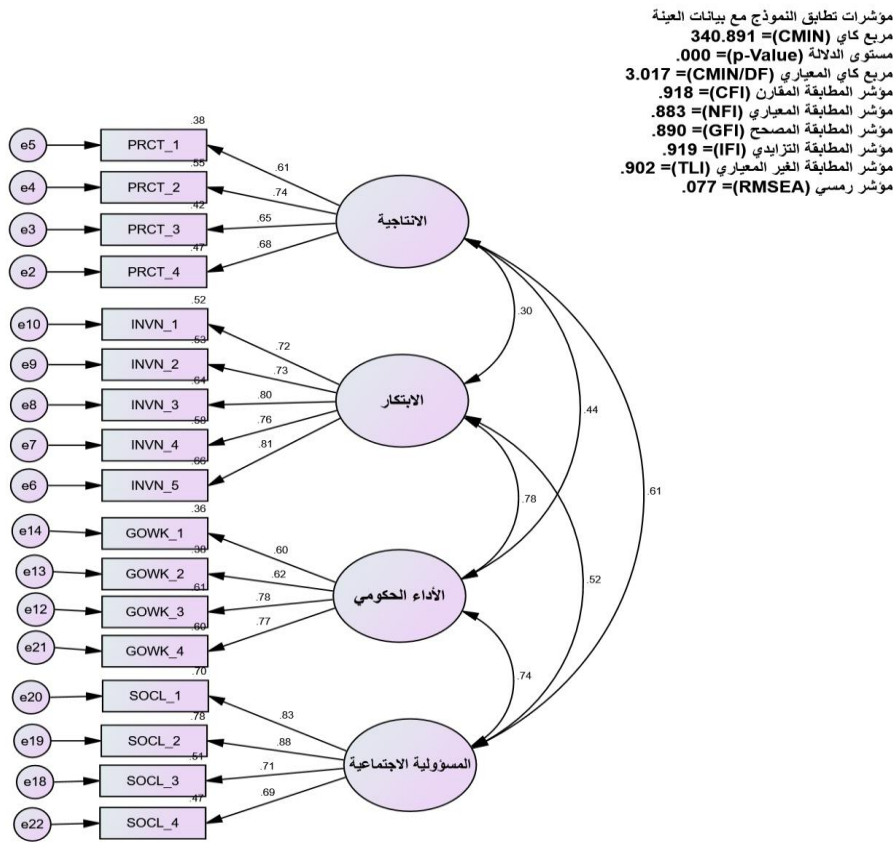 مؤشرات تطابق النموذج مع بيانات العينة
مربع كاي (CMIN)= 340.891
مستوى الدلالة (p-Value)= .000
مربع كاي المعياري (CMIN/DF)= 3.017
مؤشر المطابقة المقارن (CFI)= .918
مؤشر المطابقة المعياري (NFI)= .883
مؤشر المطابقة المصحح (GFI)= .890
مؤشر المطابقة التزايدي (IFI)= .919
مؤشر المطابقة الغير المعياري (TLI)= .902
مؤشر رمسي (RMSEA)= .077
.38
e5 PRCT_1 .61
.55
e4 PRCT_2 .74
.42
e3 PRCT_3 .65
.47
e2 PRCT_4 .68
الانتاجية
.52
e10 INVN_1 .72
.53
e9 INVN_2 .73
.64
e8 INVN_3 .80
.58
e7 INVN_4 .76
.66
e6 INVN_5 .81
الابتكار
.36
e14 GOWK_1 .60
.38
e13 GOWK_2 .62
.61
e12 GOWK_3 .78
.60
e21 GOWK_4 .77
الأداء الحكومي
.70
e20 SOCL_1 .83
.78
e19 SOCL_2 .88
.51
e18 SOCL_3 .71
.47
e22 SOCL_4 .69
المسؤولية الاجتماعية
.30
.44
.78
.61
.52
.74